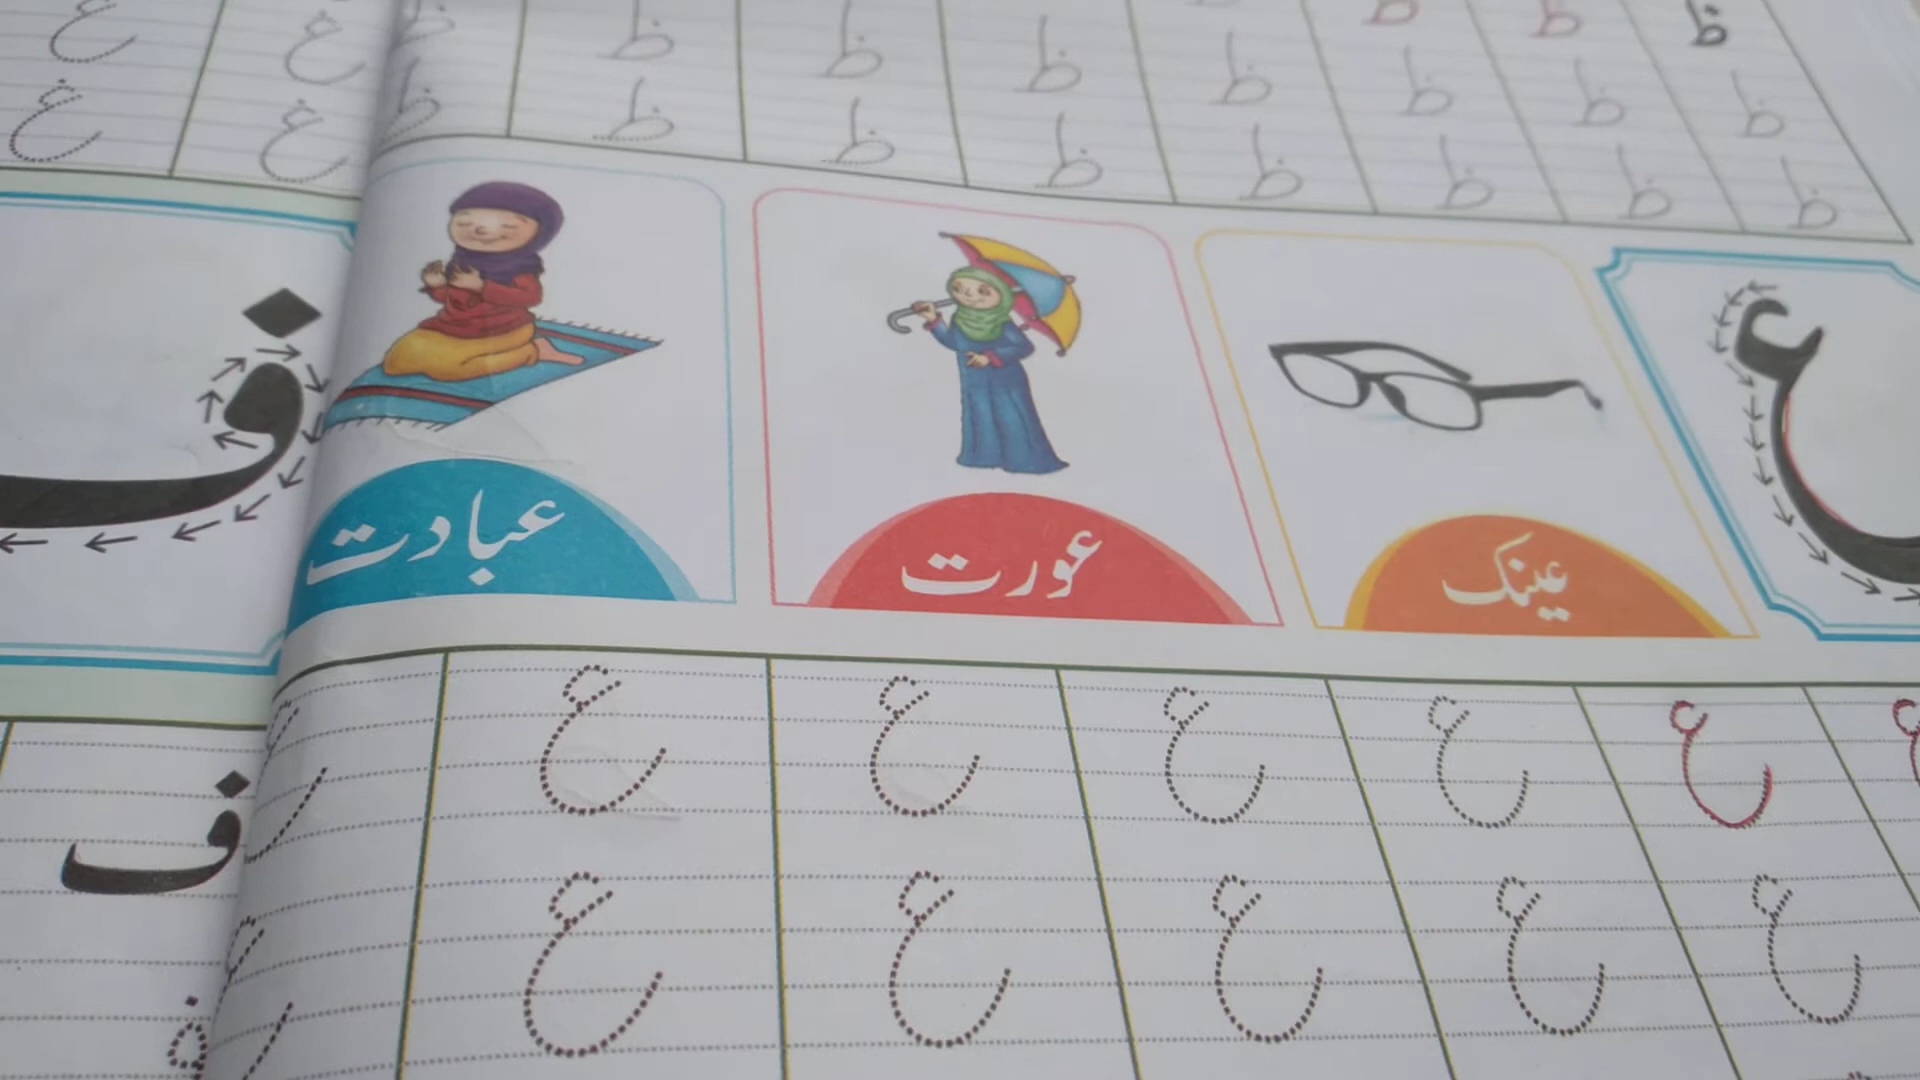 ظ ظ ظ ظ ظ ظ ظ
ظ ظ ظ ظ ظ ظ ظ
ع عینک عورت عبادت
ع ع ع ع ع
ع ع ع ع ع
غ غ
غ غ
ف
ف
ف